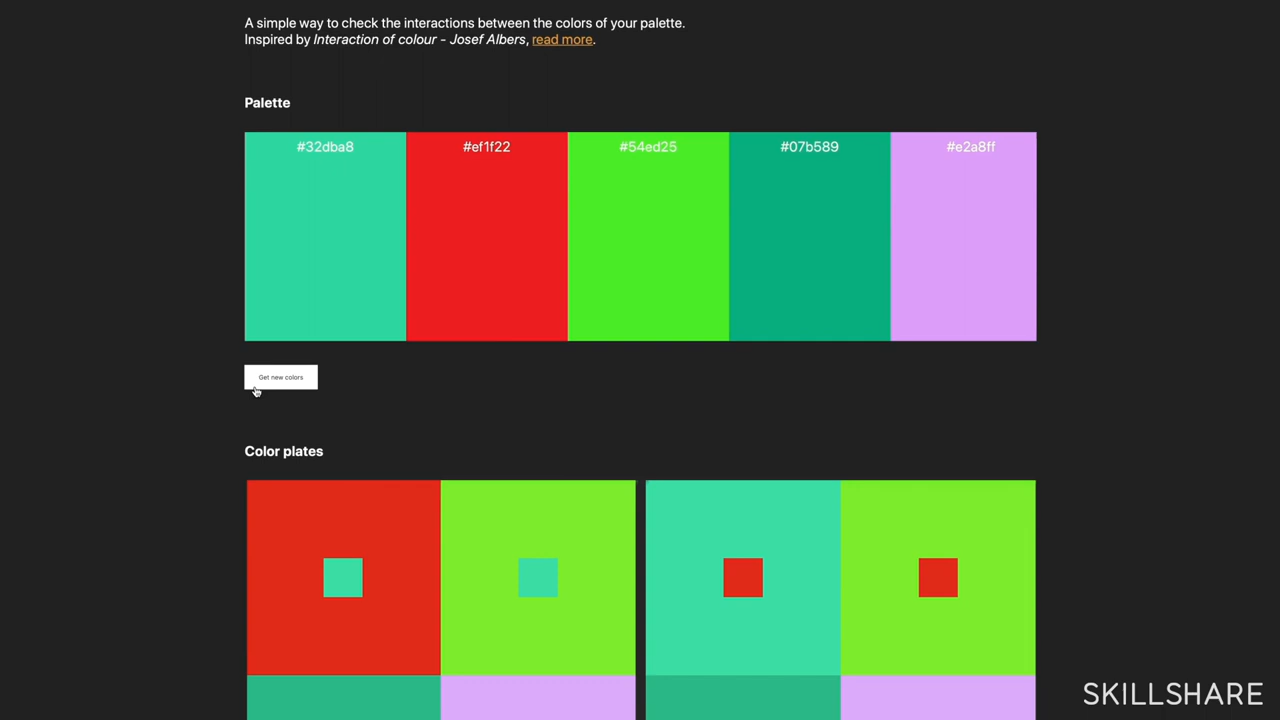 A simple way to check the interactions between the colors of your palette.
Inspired by Interaction of colour - Josef Albers, read more.
Palette
#32dba8 #ef1f22 #54ed25 #07b589 #e2a8ff
Get new colors
Color plates
SKILLSHARE